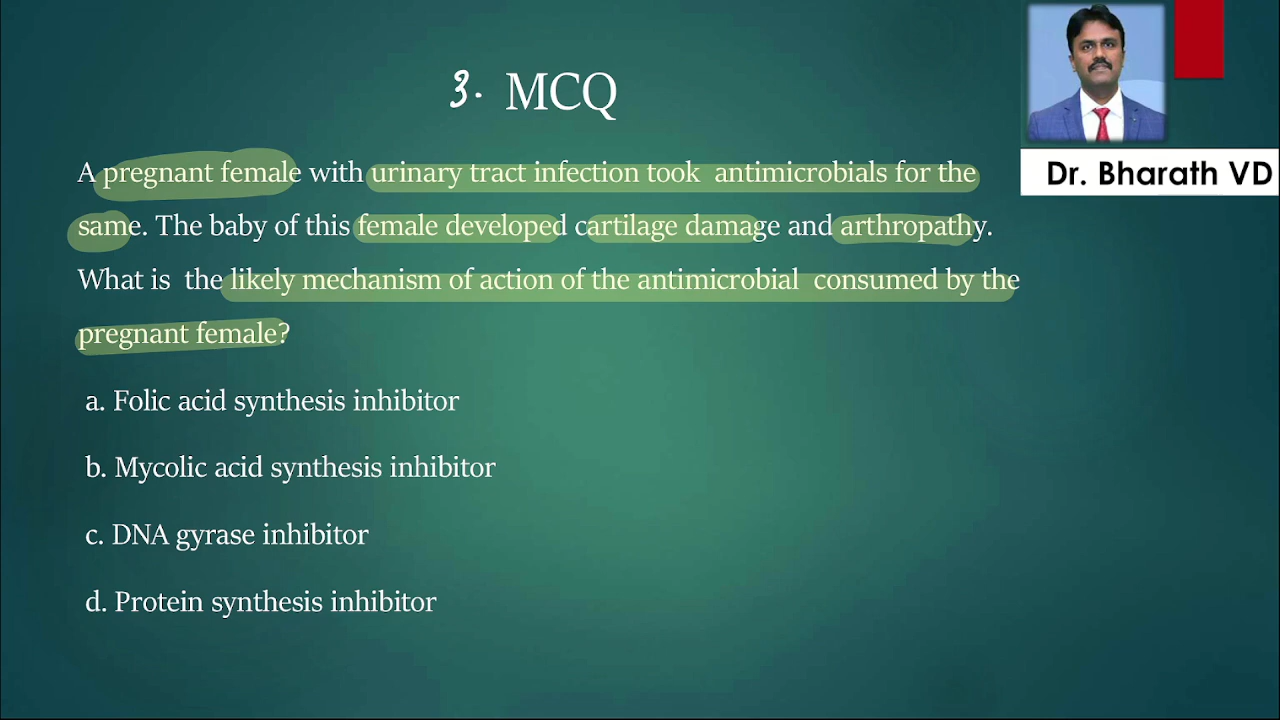 3. MCQ
Dr. Bharath VD
A pregnant female with urinary tract infection took antimicrobials for the
same. The baby of this female developed cartilage damage and arthropathy.
What is the likely mechanism of action of the antimicrobial consumed by the
pregnant female?
a. Folic acid synthesis inhibitor
b. Mycolic acid synthesis inhibitor
c. DNA gyrase inhibitor
d. Protein synthesis inhibitor